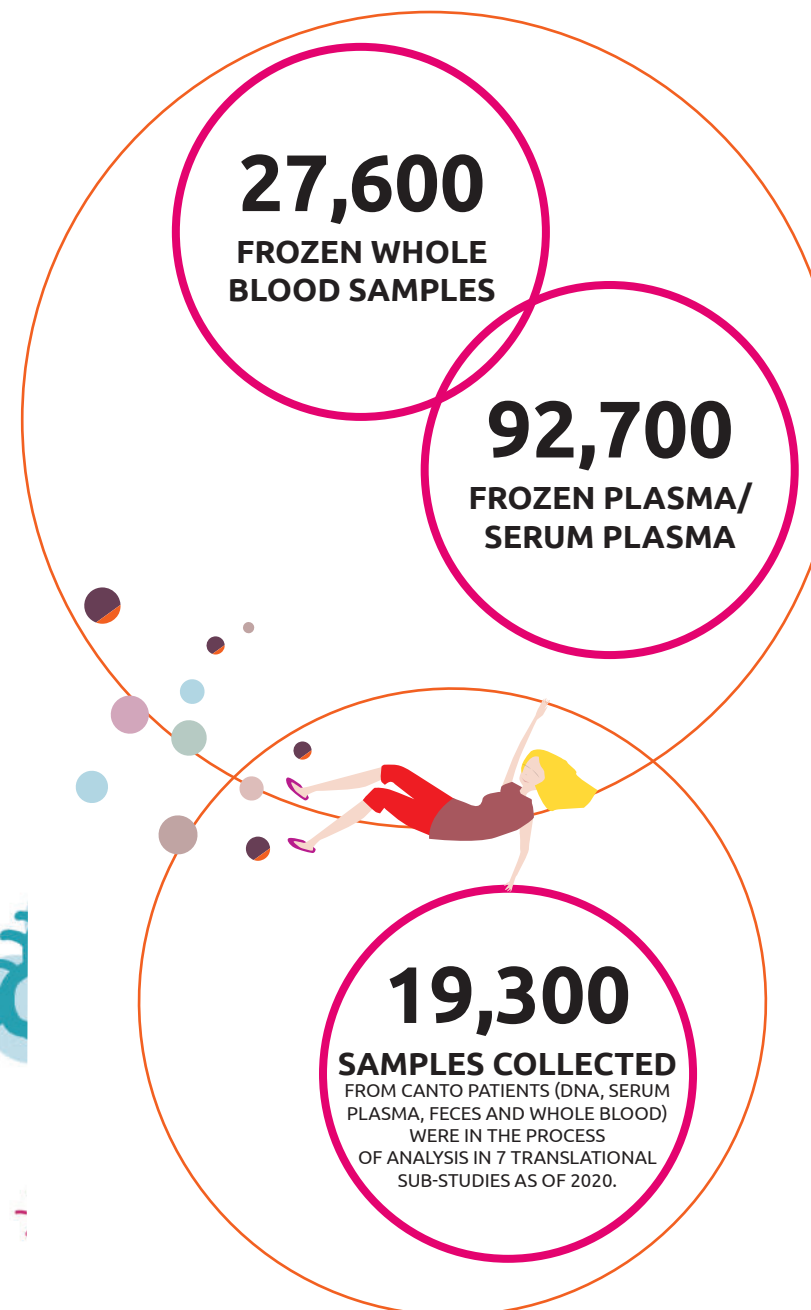 27,600
FROZEN WHOLE
BLOOD SAMPLES
92,700
FROZEN PLASMA/
SERUM PLASMA
19,300
SAMPLES COLLECTED
FROM CANTO PATIENTS (DNA, SERUM
PLASMA, FECES AND WHOLE BLOOD)
WERE IN THE PROCESS
OF ANALYSIS IN 7 TRANSLATIONAL
SUB-STUDIES AS OF 2020.